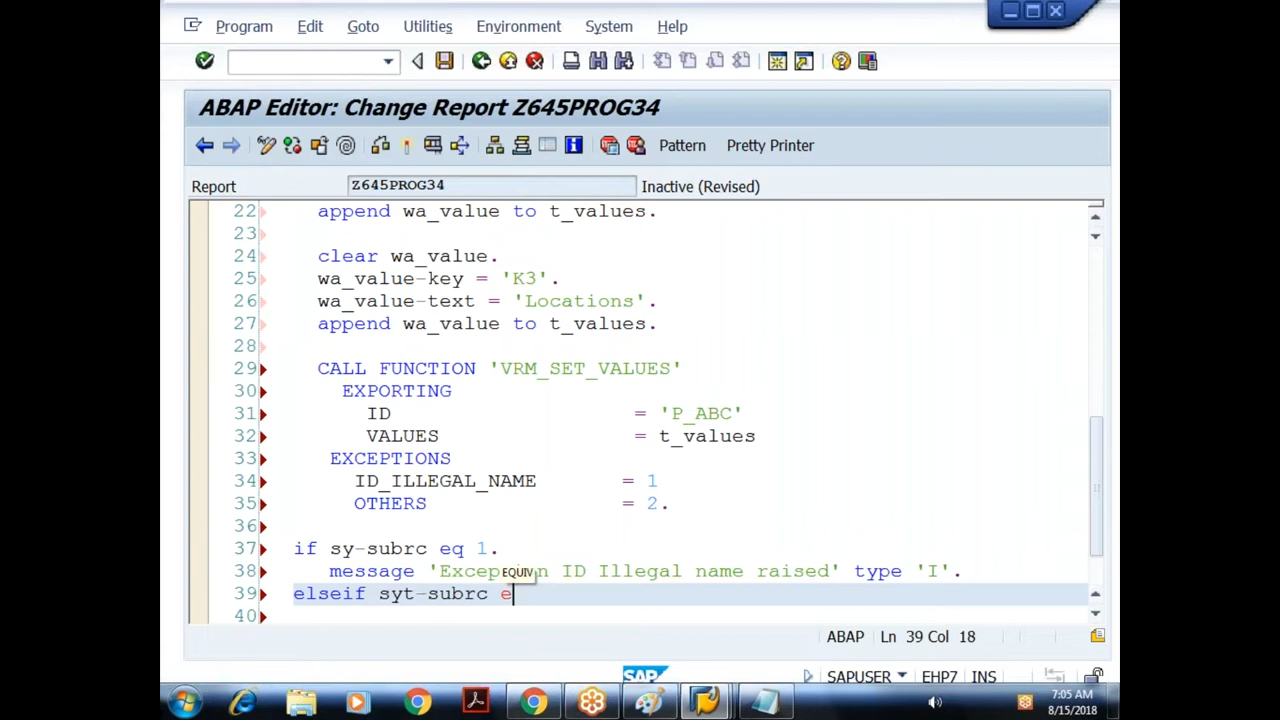 Program Edit Goto Utilities Environment System Help
ABAP Editor: Change Report Z645PROG34
Pattern Pretty Printer
Report Z645PROG34 Inactive (Revised)
22 append wa_value to t_values.
23
24 clear wa_value.
25 wa_value-key = 'K3'.
26 wa_value-text = 'Locations'.
27 append wa_value to t_values.
28
29 CALL FUNCTION 'VRM_SET_VALUES'
30 EXPORTING
31 ID = 'P_ABC'
32 VALUES = t_values
33 EXCEPTIONS
34 ID_ILLEGAL_NAME = 1
35 OTHERS = 2.
36
37 if sy-subrc eq 1.
38 message 'Excep n ID Illegal name raised' type 'I'.
EQUIV
39 elseif syt-subrc e
40
ABAP Ln 39 Col 18
SAP SAPUSER EHP7 INS
7:05 AM
8/15/2018